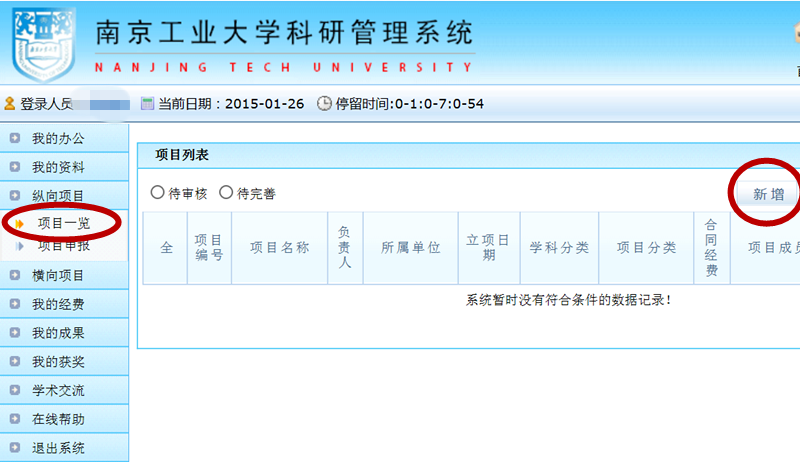 南京工业大学科研管理系统
NANJING TECH UNIVERSITY
登录人员 当前日期：2015-01-26 停留时间:0-1:0-7:0-54
我的办公
我的资料
纵向项目
项目一览
项目申报
横向项目
我的经费
我的成果
我的获奖
学术交流
在线帮助
退出系统
项目列表
待审核 待完善 新增
全 项目编号 项目名称 负责人 所属单位 立项日期 学科分类 项目分类 合同经费 项目成员
系统暂时没有符合条件的数据记录！